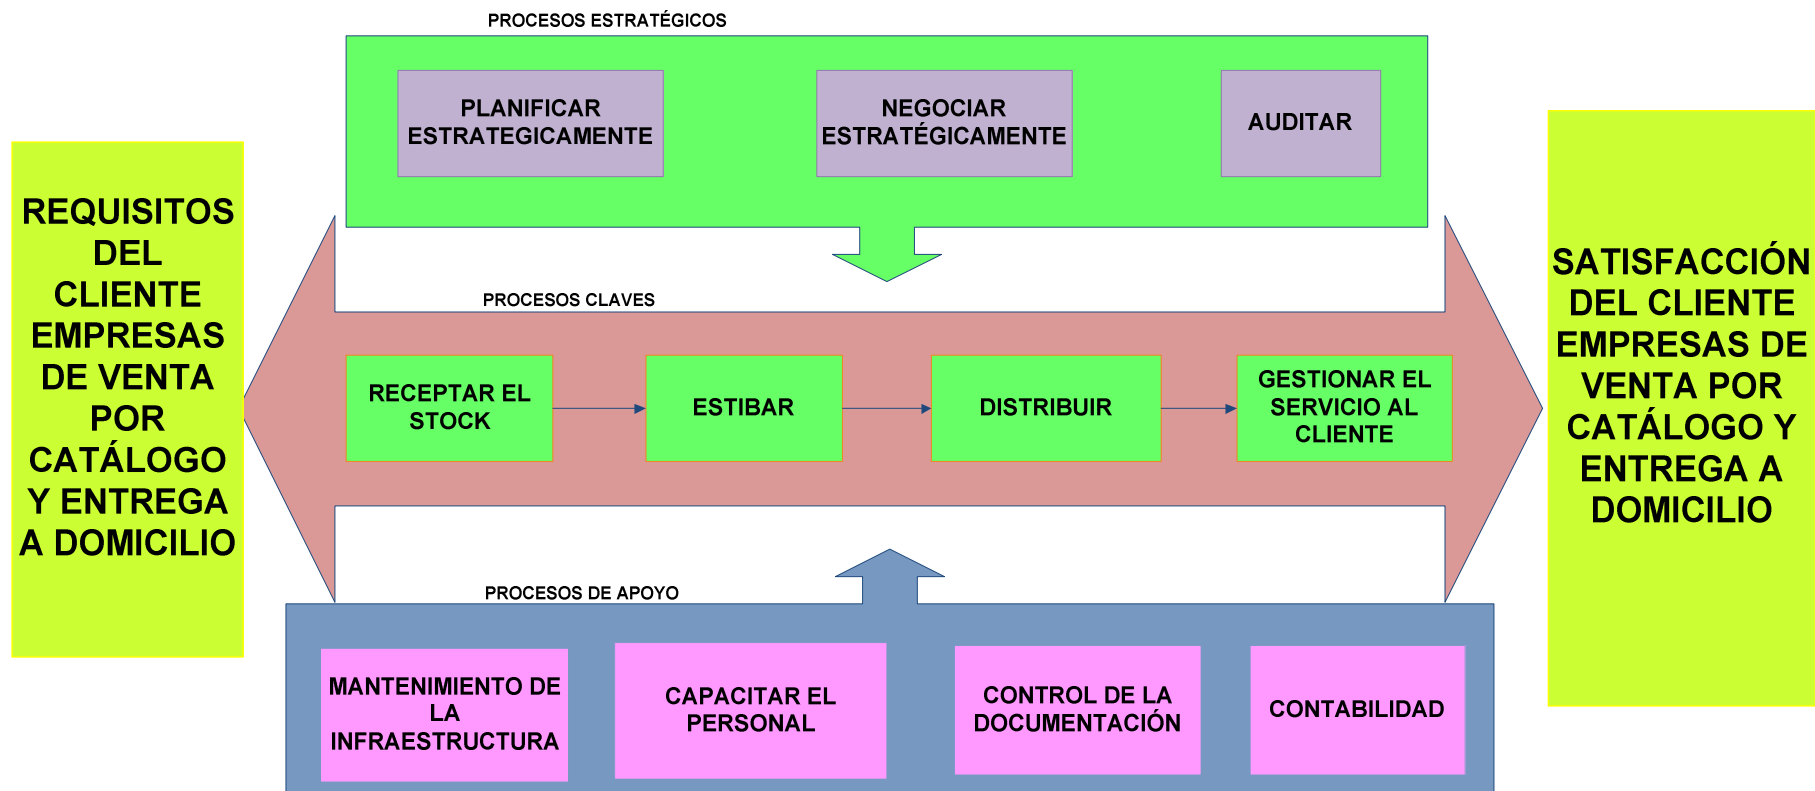 PROCESOS ESTRATÉGICOS
PLANIFICAR
ESTRATEGICAMENTE
NEGOCIAR
ESTRATÉGICAMENTE
AUDITAR
REQUISITOS
DEL
CLIENTE
EMPRESAS
DE VENTA
POR
CATÁLOGO
Y ENTREGA
A DOMICILIO
PROCESOS CLAVES
RECEPTAR EL
STOCK
ESTIBAR
DISTRIBUIR
GESTIONAR EL
SERVICIO AL
CLIENTE
SATISFACCIÓN
DEL CLIENTE
EMPRESAS DE
VENTA POR
CATÁLOGO Y
ENTREGA A
DOMICILIO
PROCESOS DE APOYO
MANTENIMIENTO DE
LA
INFRAESTRUCTURA
CAPACITAR EL
PERSONAL
CONTROL DE LA
DOCUMENTACIÓN
CONTABILIDAD